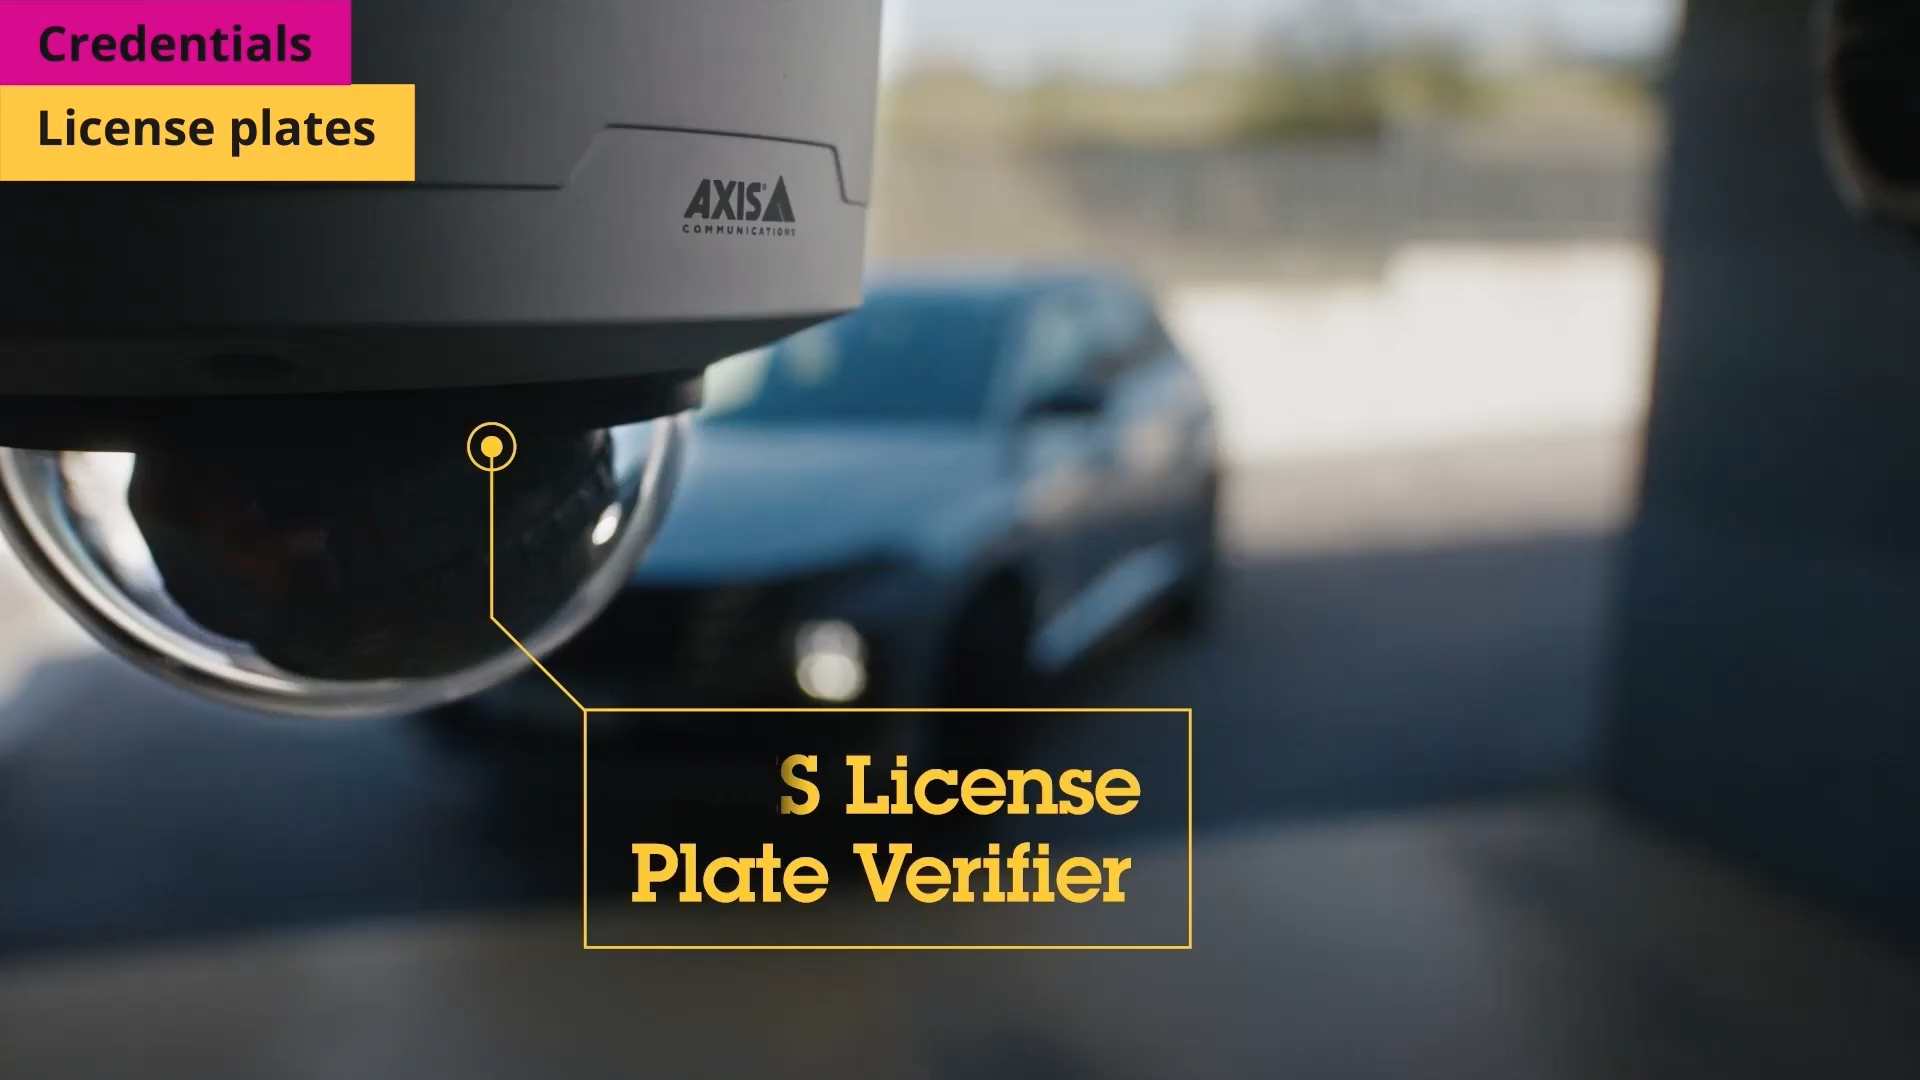 Credentials
License plates
AXIS
COMMUNICATIONS
S License
Plate Verifier